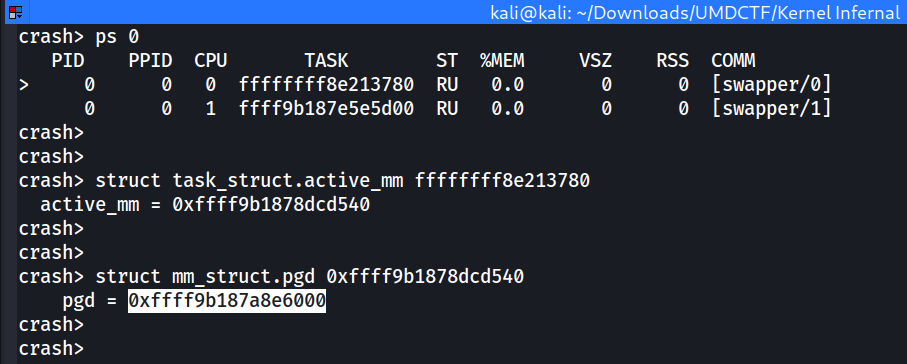 kali@kali: ~/Downloads/UMDCTF/Kernel Infernal
crash> ps 0
PID PPID CPU TASK ST %MEM VSZ RSS COMM
> 0 0 0 ffffffff8e213780 RU 0.0 0 0 [swapper/0]
0 0 1 ffff9b187e5e5d00 RU 0.0 0 0 [swapper/1]
crash>
crash>
crash> struct task_struct.active_mm ffffffff8e213780
active_mm = 0xffff9b1878dcd540
crash>
crash>
crash> struct mm_struct.pgd 0xffff9b1878dcd540
pgd = 0xffff9b187a8e6000
crash>
crash>